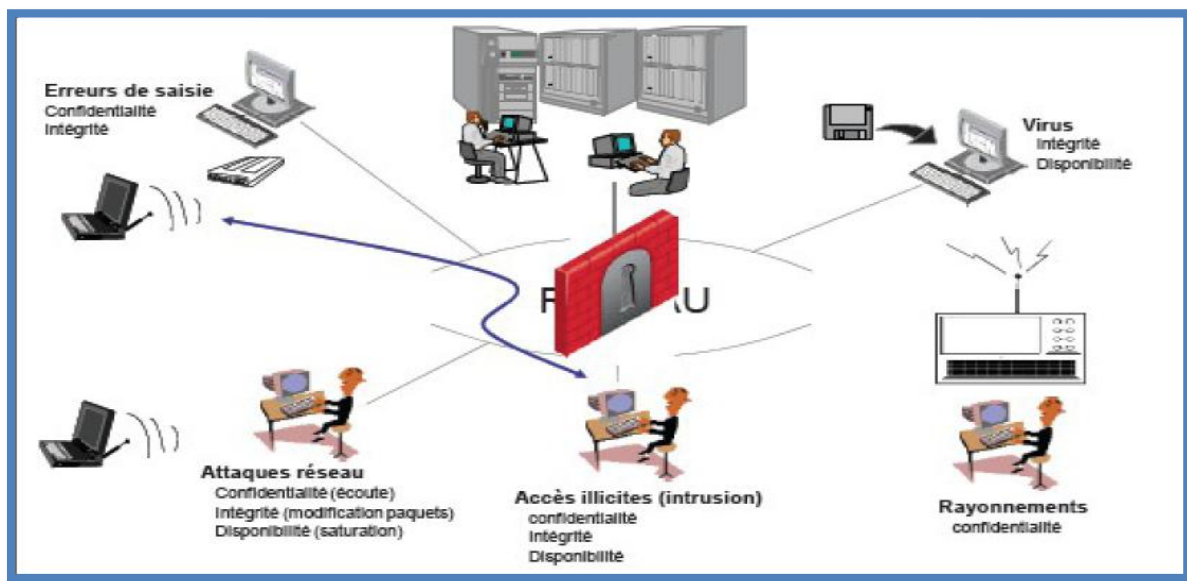 Erreurs de saisie
Confidentialité
Intégrité
Virus
Intégrité
Disponibilité
Attaques réseau
Confidentialité (écoute)
Intégrité (modification paquets)
Disponibilité (saturation)
Accès illicites (intrusion)
confidentialité
Intégrité
Disponibilité
Rayonnements
confidentialité